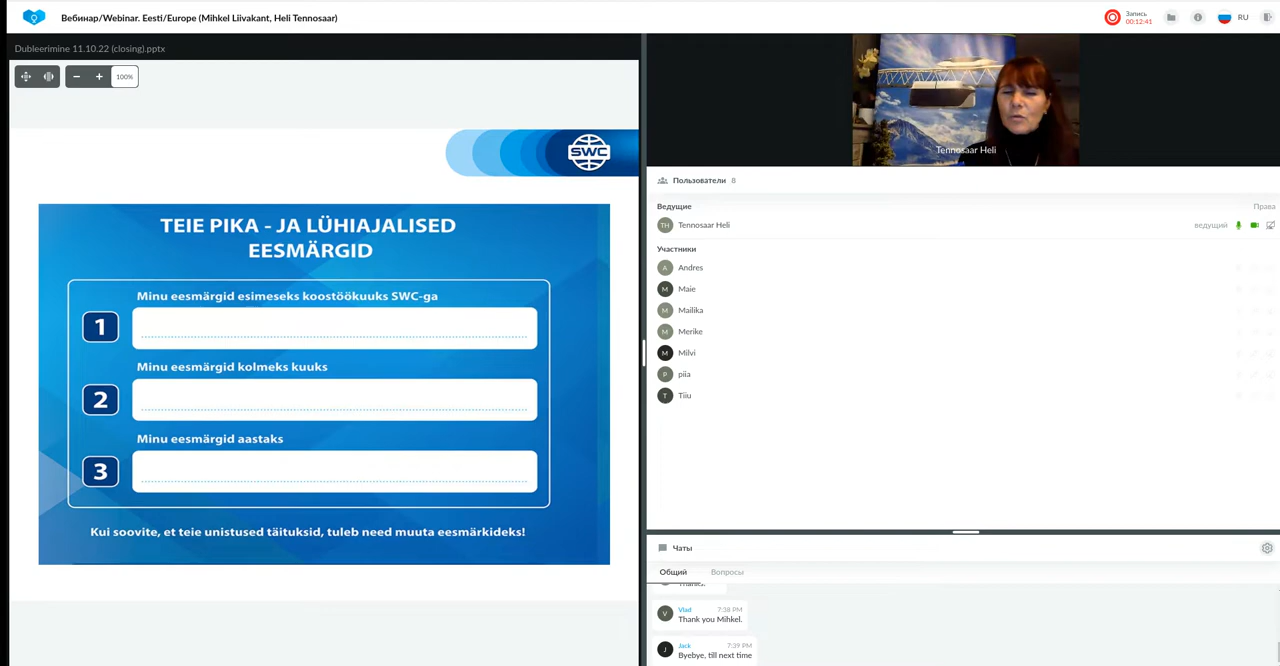 Вебинар/Webinar. Eesti/Europe (Mihkel Liivakant, Heli Tennosaar)
Запись
00:12:41
RU
Dubleerimine 11.10.22 (closing).pptx
100%
SWC
TEIE PIKA - JA LÜHIAJALISED
EESMÄRGID
Minu eesmärgid esimeseks koostöökuuks SWC-ga
1
Minu eesmärgid kolmeks kuuks
2
Minu eesmärgid aastaks
3
Kui soovite, et teie unistused täituksid, tuleb need muuta eesmärkideks!
Tennosaar Heli
Пользователи 8
Ведущие
Права
TH Tennosaar Heli
ведущий
Участники
A Andres
M Maie
M Mailika
M Merike
M Milvi
P piia
T Tiiu
Чаты
Общий
Вопросы
Thanks.
V Vlad 7:38 PM
Thank you Mihkel.
J Jack 7:39 PM
Byebye, till next time